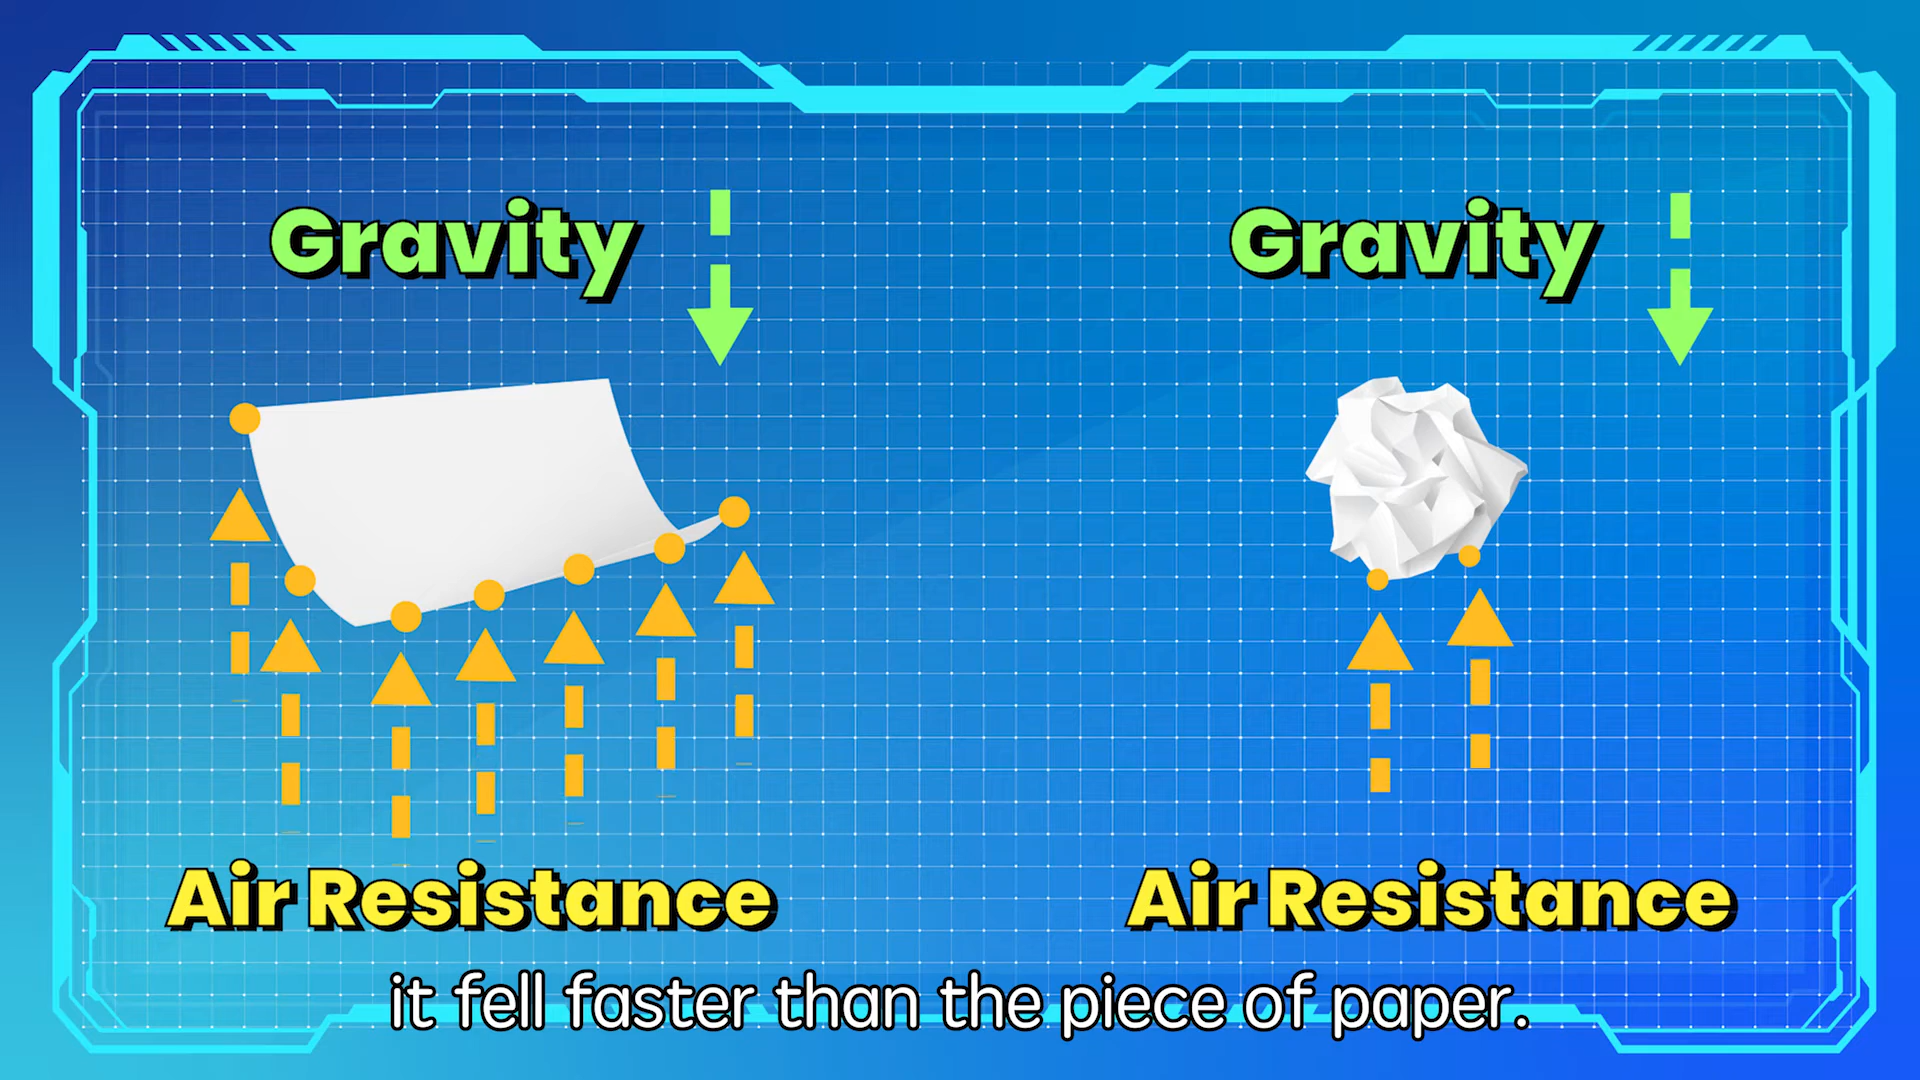 Gravity
Gravity
Air Resistance
Air Resistance
it fell faster than the piece of paper.